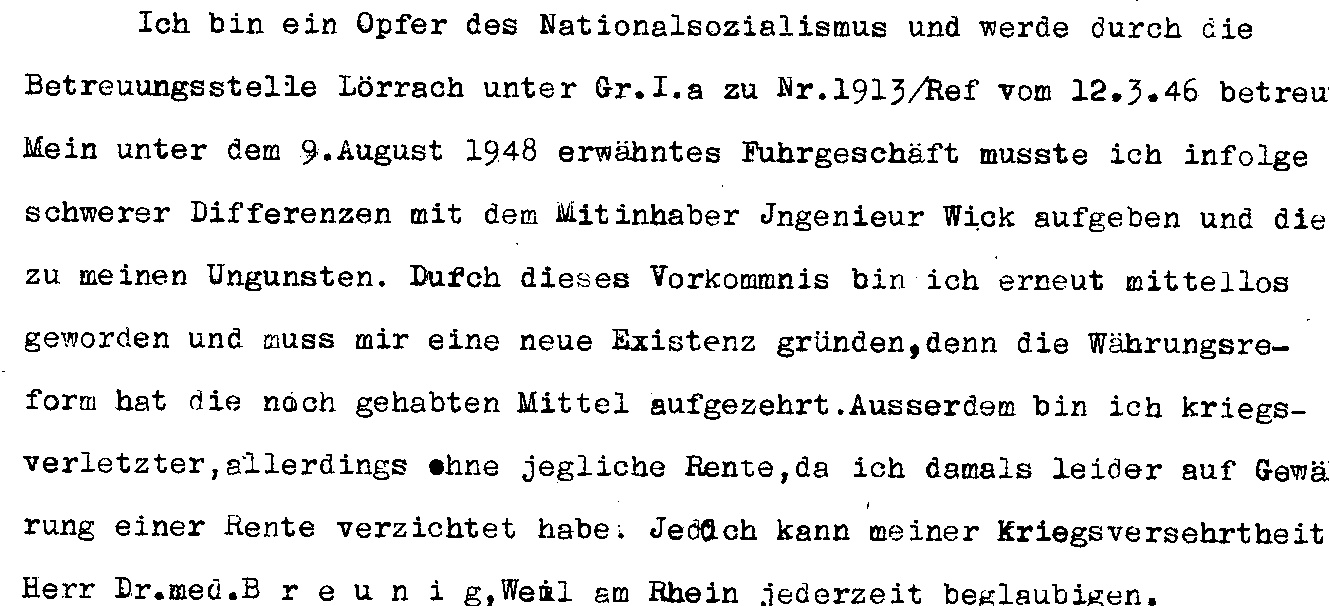 Ich bin ein Opfer des Nationalsozialismus und werde durch die
Betreuungsstelle Lörrach unter Gr.I.a zu Nr.1913/Ref vom 12.3.46 betreu
Mein unter dem 9.August 1948 erwähntes Fuhrgeschäft musste ich infolge
schwerer Differenzen mit dem Mitinhaber Jngenieur Wick aufgeben und die
zu meinen Ungunsten. Durch dieses Vorkommnis bin ich erneut mittellos
geworden und muss mir eine neue Existenz gründen,denn die Währungsre-
form hat die noch gehabten Mittel aufgezehrt.Ausserdem bin ich kriegs-
verletzter,allerdings ohne jegliche Rente,da ich damals leider auf Gewä
rung einer Rente verzichtet habe. Jedoch kann meiner Kriegsversehrtheit
Herr Dr.med.B r e u n i g,Weil am Rhein jederzeit beglaubigen.